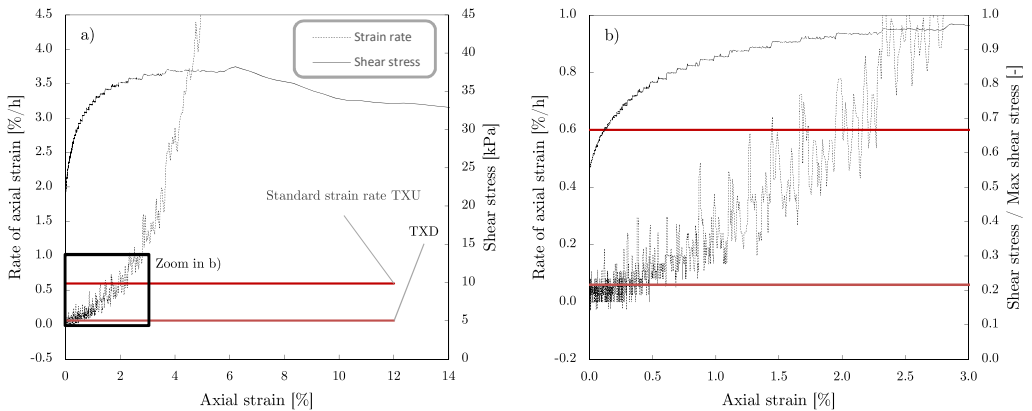 a)
Strain rate
Shear stress
Standard strain rate TXU
TXD
Zoom in b)
4.5
4.0
3.5
3.0
2.5
2.0
1.5
1.0
0.5
0.0
-0.5
Rate of axial strain [%/h]
45
40
35
30
25
20
15
10
5
0
Shear stress [kPa]
0 2 4 6 8 10 12 14
Axial strain [%]
b)
1.0
0.8
0.6
0.4
0.2
0.0
-0.2
Rate of axial strain [%/h]
1.0
0.9
0.8
0.7
0.6
0.5
0.4
0.3
0.2
0.1
0.0
Shear stress / Max shear stress [-]
0.0 0.5 1.0 1.5 2.0 2.5 3.0
Axial strain [%]